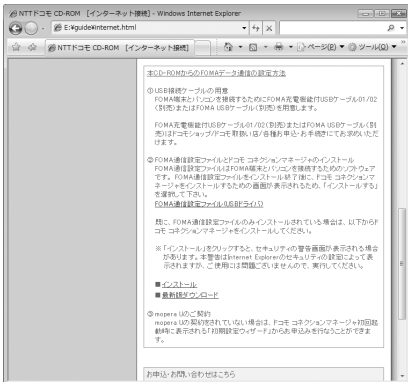 NTTドコモ CD-ROM ［インターネット接続］- Windows Internet Explorer
E:¥guide¥internet.html
NTTドコモ CD-ROM ［インターネット接続］
ページ(P)
ツール(O)
本CD-ROMからのFOMAデータ通信の設定方法
①USB接続ケーブルの用意
FOMA端末とパソコンを接続するためにFOMA充電機能付USBケーブル01/02
（別売）またはFOMA USBケーブル（別売）を用意します。
FOMA充電機能付USBケーブル01/02（別売）またはFOMA USBケーブル（別
売）はドコモショップ/ドコモ取扱い店/各種お申込・お手続きにてお求めいただ
けます。
②FOMA通信設定ファイルとドコモ コネクションマネージャのインストール
FOMA通信設定ファイルはFOMA端末とパソコンを接続するためのソフトウェア
です。FOMA通信設定ファイルをインストール終了後に、ドコモ コネクションマ
ネージャをインストールするための画面が表示されるため、「インストールする」
を選択して下さい。
FOMA通信設定ファイル（USBドライバ）
既に、FOMA通信設定ファイルのみインストールされている場合は、以下からド
コモ コネクションマネージャをインストールしてください。
※「インストール」をクリックすると、セキュリティの警告画面が表示される場合
があります。本警告はInternet Explorerのセキュリティの設定によって表
示されますが、ご使用には問題ございませんので、実行してください。
■インストール
■最新版ダウンロード
③mopera Uのご契約
mopera Uの契約をされていない場合は、ドコモ コネクションマネージャ初回起
動時に表示される「初期設定ウィザード」からお申込みを行なうことができま
す。
お申込・お問い合わせはこちら